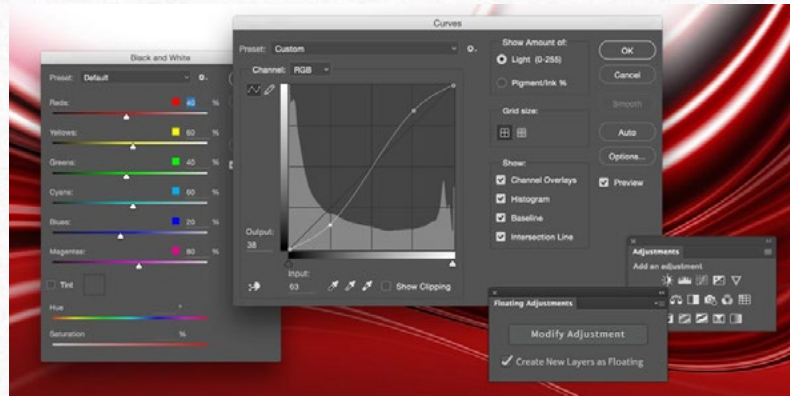 Black and White
Preset: Default
Reds: 40 %
Yellows: 60 %
Greens: 40 %
Cyans: 60 %
Blues: 20 %
Magentas: 80 %
Tint
Hue °
Saturation %
Curves
Preset: Custom
Channel: RGB
Output:
38
Input:
63
Show Clipping
Show Amount of:
Light (0-255)
Pigment/Ink %
Grid size:
Show:
Channel Overlays
Histogram
Baseline
Intersection Line
OK
Cancel
Smooth
Auto
Options...
Preview
Adjustments
Add an adjustment
Floating Adjustments
Modify Adjustment
Create New Layers as Floating